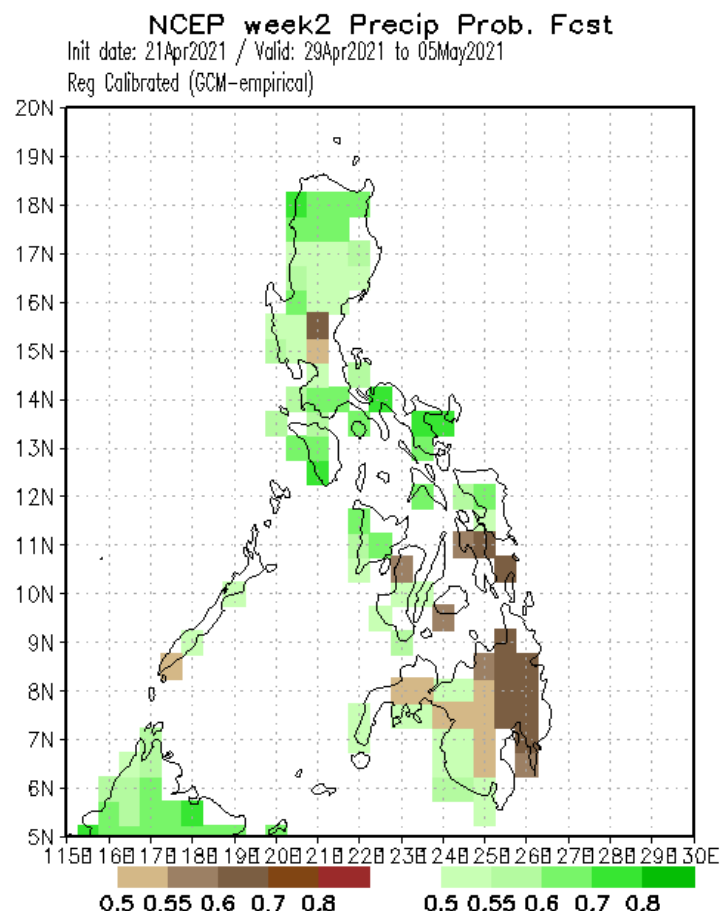 NCEP week2 Precip Prob. Fcst
Init date: 21Apr2021 / Valid: 29Apr2021 to 05May2021
Reg Calibrated (GCM-empirical)
20N
19N
18N
17N
16N
15N
14N
13N
12N
11N
10N
9N
8N
7N
6N
5N
115E 116E 117E 118E 119E 120E 121E 122E 123E 124E 125E 126E 127E 128E 129E 130E
0.5 0.55 0.6 0.7 0.8 0.5 0.55 0.6 0.7 0.8